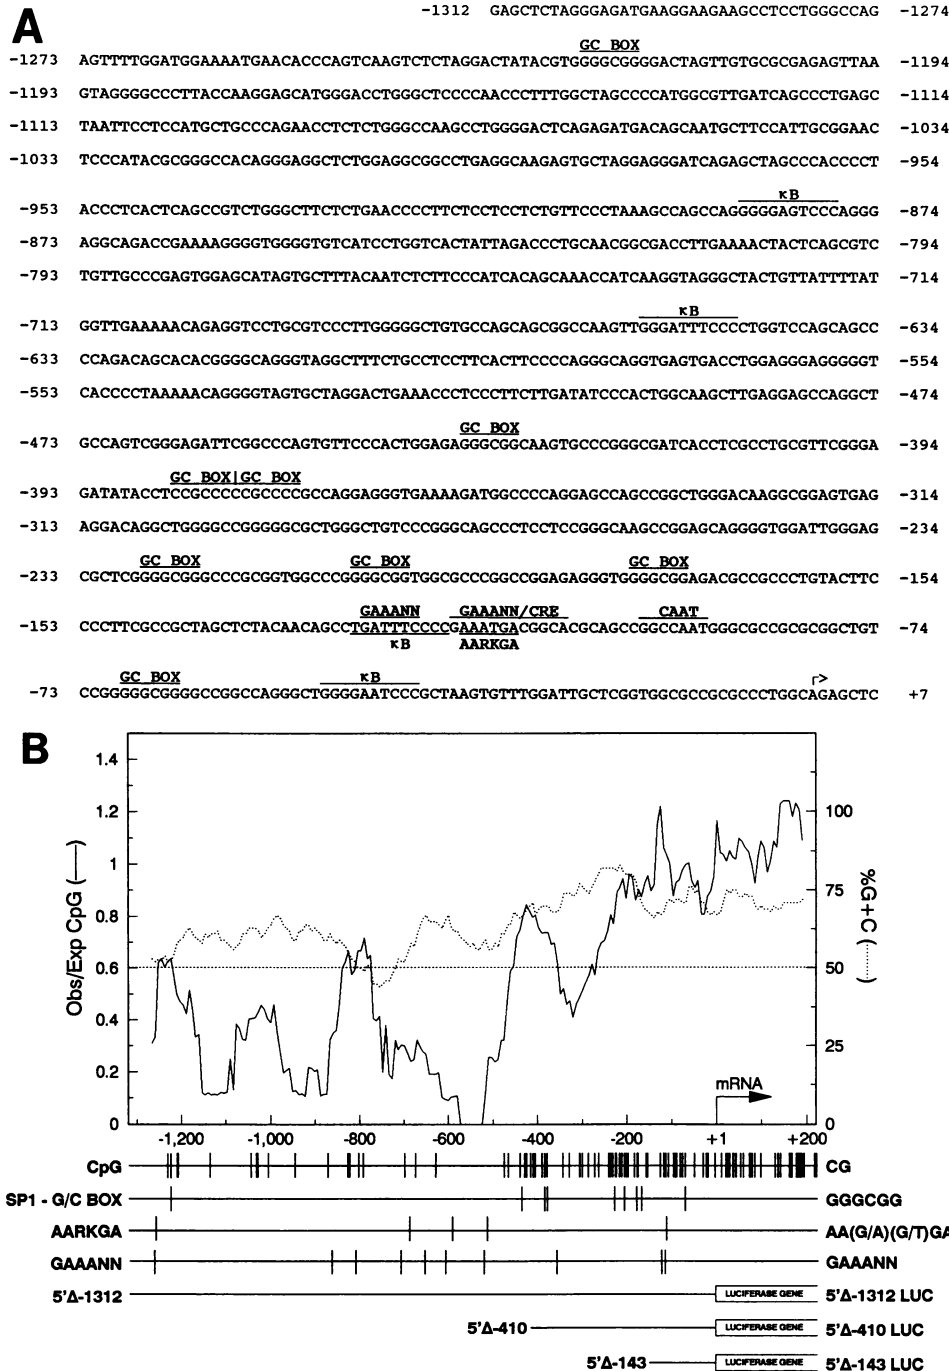 A
-1312 GAGCTCTAGGGAGATGAAGGAAGAAGCCTCCTGGGCCAG -1274
GC BOX
-1273 AGTTTTGGATGGAAAATGAACACCCAGTCAAGTCTCTAGGACTATACGTGGGGCGGGGACTAGTTGTGCGCGAGAGTTAA -1194
-1193 GTAGGGGCCCTTACCAAGGAGCATGGGACCTGGGCTCCCCAACCCTTTGGCTAGCCCCATGGCGTTGATCAGCCCTGAGC -1114
-1113 TAATTCCTCCATGCTGCCCAGAACCTCTCTGGGCCAAGCCTGGGGACTCAGAGATGACAGCAATGCTTCCATTGCGGAAC -1034
-1033 TCCCATACGCGGGCCACAGGGAGGCTCTGGAGGCGGCCTGAGGCAAGAGTGCTAGGAGGGATCAGAGCTAGCCCACCCCT -954
κB
-953 ACCCTCACTCAGCCGTCTGGGCTTCTCTGAACCCCTTCTCCTCCTCTGTTCCCTAAAGCCAGCCAGGGGGAGTCCCAGGG -874
-873 AGGCAGACCGAAAAGGGGTGGGGTGTCATCCTGGTCACTATTAGACCCTGCAACGGCGACCTTGAAAACTACTCAGCGTC -794
-793 TGTTGCCCGAGTGGAGCATAGTGCTTTACAATCTCTTCCCATCACAGCAAACCATCAAGGTAGGGCTACTGTTATTTTAT -714
κB
-713 GGTTGAAAAACAGAGGTCCTGCGTCCCTTGGGGGCTGTGCCAGCAGCGGCCAAGTTGGGATTTCCCCTGGTCCAGCAGCC -634
-633 CCAGACAGCACACGGGGCAGGGTAGGCTTTCTGCCTCCTTCACTTCCCCAGGGCAGGTGAGTGACCTGGAGGGAGGGGGT -554
-553 CACCCCTAAAAACAGGGGTAGTGCTAGGACTGAAACCCTCCCTTCTTGATATCCCACTGGCAAGCTTGAGGAGCCAGGCT -474
GC BOX
-473 GCCAGTCGGGAGATTCGGCCCAGTGTTCCCACTGGAGAGGGCGGCAAGTGCCCGGGCGATCACCTCGCCTGCGTTCGGGA -394
GC BOX|GC BOX
-393 GATATACCTCCGCCCCCGCCCCGCCAGGAGGGTGAAAAGATGGCCCCAGGAGCCAGCCGGCTGGGACAAGGCGGAGTGAG -314
-313 AGGACAGGCTGGGGCCGGGGGCGCTGGGCTGTCCCGGGCAGCCCTCCTCCGGGCAAGCCGGAGCAGGGGTGGATTGGGAG -234
GC BOX GC BOX GC BOX
-233 CGCTCGGGGCGGGCCCGCGGTGGCCCGGGGCGGTGGCGCCCGGCCGGAGAGGGTGGGGCGGAGACGCCGCCCTGTACTTC -154
GAAANN GAAANN/CRE CAAT
-153 CCCTTCGCCGCTAGCTCTACAACAGCCTGATTTCCCCGAAATGACGGCACGCAGCCGGCCAATGGGCGCCGCGCGGCTGT -74
κB AARKGA
GC BOX κB
-73 CCGGGGGCGGGGCCGGCCAGGGCTGGGGAATCCCGCTAAGTGTTTGGATTGCTCGGTGGCGCCGCGCCCTGGCAGAGCTC +7
B
1.4
1.2
1
0.8
0.6
0.4
0.2
0
Obs/Exp CpG (——)
100
75
50
25
0
%G+C (......)
mRNA
-1,200 -1,000 -800 -600 -400 -200 +1 +200
CpG CG
SP1 - G/C BOX GGGCGG
AARKGA AA(G/A)(G/T)GA
GAAANN GAAANN
5'Δ-1312 LUCIFERASE GENE 5'Δ-1312 LUC
5'Δ-410 LUCIFERASE GENE 5'Δ-410 LUC
5'Δ-143 LUCIFERASE GENE 5'Δ-143 LUC